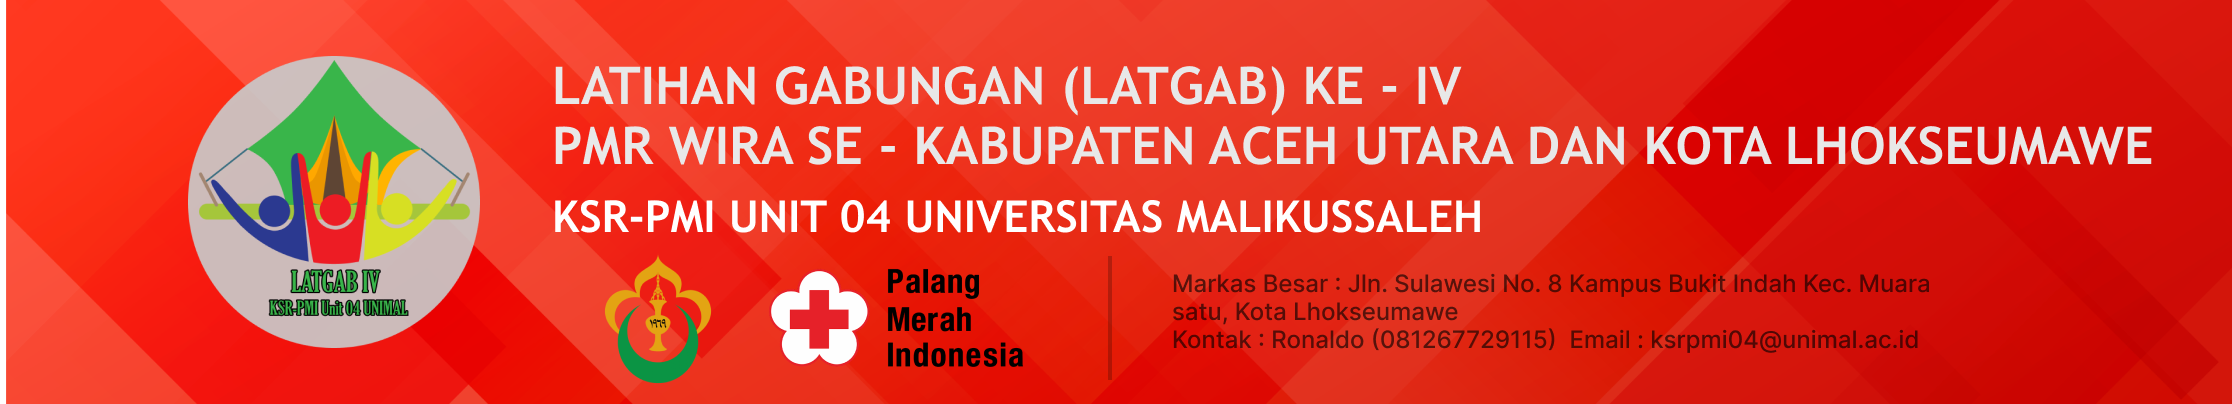 LATIHAN GABUNGAN (LATGAB) KE - IV
PMR WIRA SE - KABUPATEN ACEH UTARA DAN KOTA LHOKSEUMAWE
KSR-PMI UNIT 04 UNIVERSITAS MALIKUSSALEH
LATGAB IV
KSR-PMI Unit 04 UNIMAL
١٩٦٩
Palang
Merah
Indonesia
Markas Besar : Jln. Sulawesi No. 8 Kampus Bukit Indah Kec. Muara
satu, Kota Lhokseumawe
Kontak : Ronaldo (081267729115) Email : ksrpmi04@unimal.ac.id